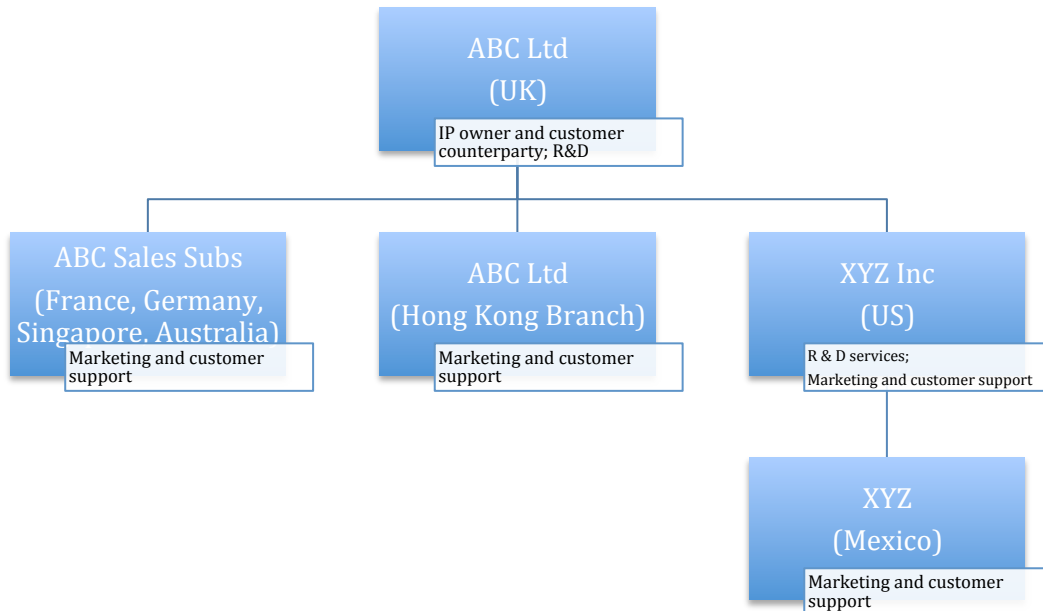 ABC Ltd
(UK)
IP owner and customer
counterparty; R&D
ABC Sales Subs
(France, Germany,
Singapore, Australia)
Marketing and customer
support
ABC Ltd
(Hong Kong Branch)
Marketing and customer
support
XYZ Inc
(US)
R & D services;
Marketing and customer support
XYZ
(Mexico)
Marketing and customer
support